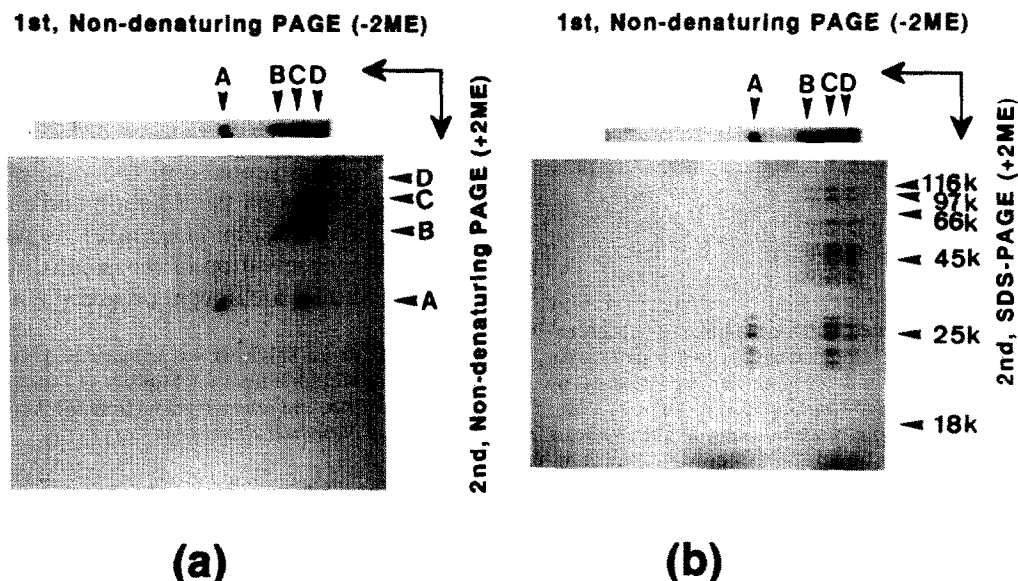 1st, Non-denaturing PAGE (-2ME)
A B C D
D
C
B
A
2nd, Non-denaturing PAGE (+2ME)
(a)
1st, Non-denaturing PAGE (-2ME)
A B C D
116k
97k
66k
45k
25k
18k
2nd, SDS-PAGE (+2ME)
(b)